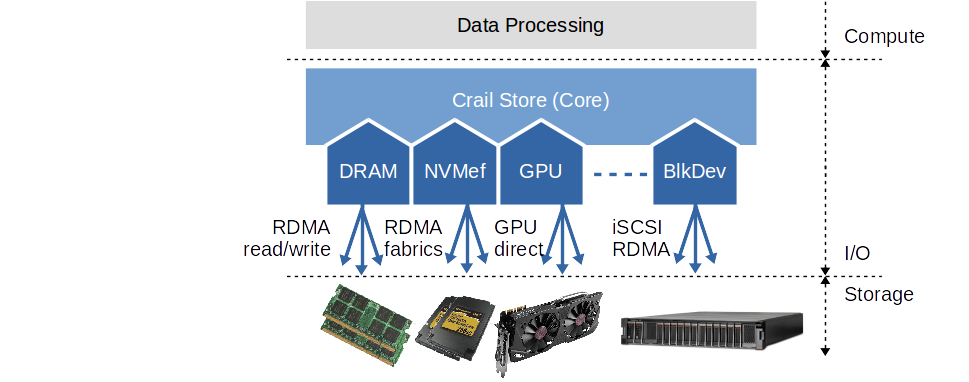 Data Processing
Compute
Crail Store (Core)
DRAM
NVMef
GPU
BlkDev
RDMA
read/write
RDMA
fabrics
GPU
direct
iSCSI
RDMA
I/O
Storage